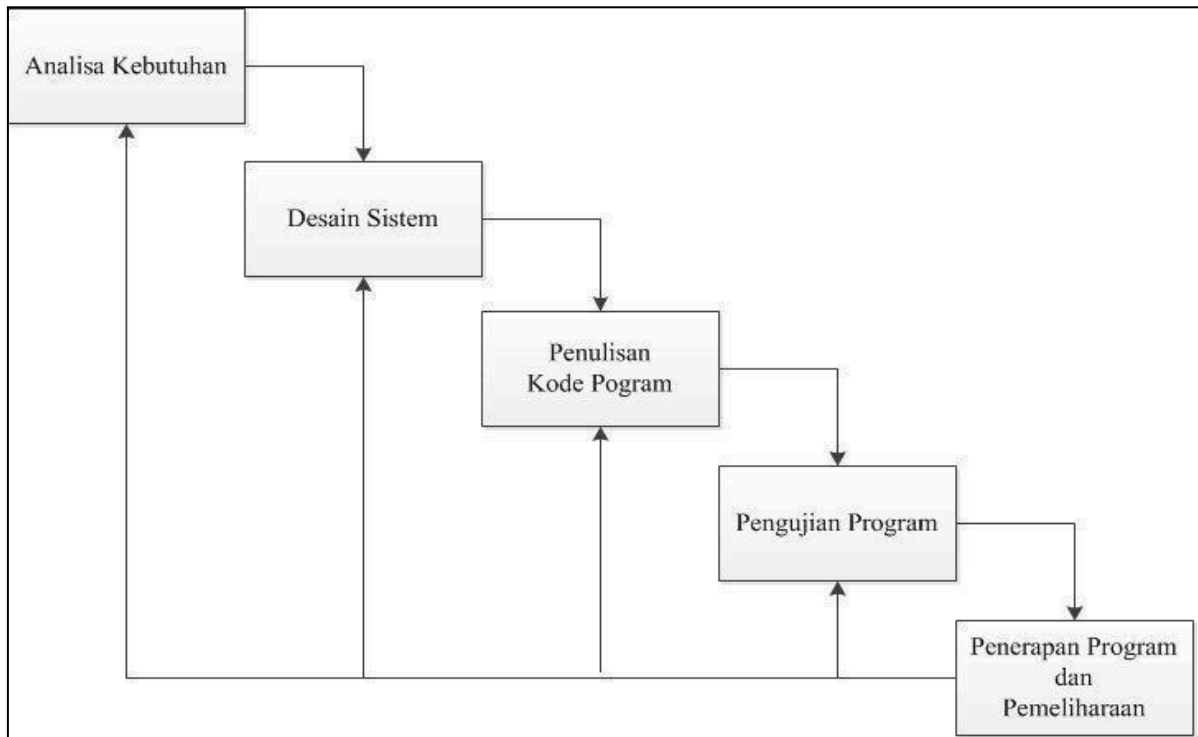 Analisa Kebutuhan
Desain Sistem
Penulisan
Kode Pogram
Pengujian Program
Penerapan Program
dan
Pemeliharaan